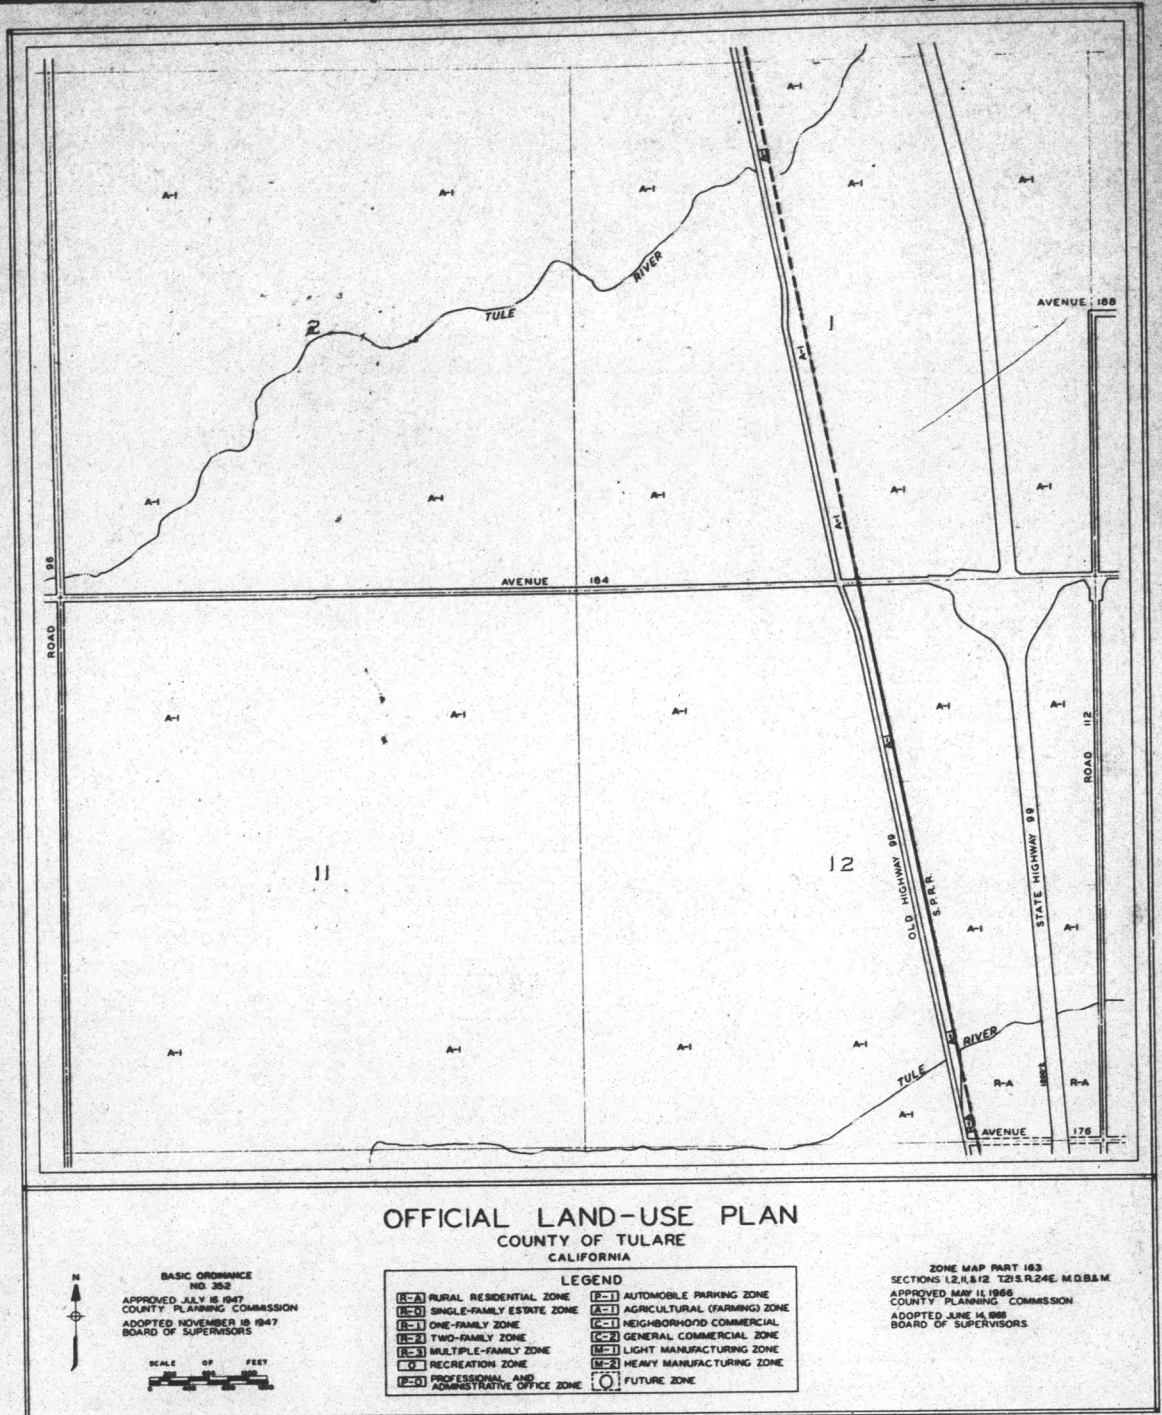 A-1
A-1
A-1
A-1
A-1
A-1
A-1
RIVER
TULE
2
1
AVENUE 188
A-1
A-1
A-1
A-1
A-1
A-1
A-1
ROAD 96
AVENUE 184
A-1
A-1
A-1
A-1
A-1
A-1
ROAD 112
11
12
OLD HIGHWAY 99
S.P.R.R.
STATE HIGHWAY 99
A-1
A-1
A-1
A-1
A-1
A-1
TULE RIVER
R-A
R-A
A-1
R-A
AVENUE 176
OFFICIAL LAND-USE PLAN
COUNTY OF TULARE
CALIFORNIA
N
BASIC ORDINANCE
NO. 352
APPROVED JULY 16 1947
COUNTY PLANNING COMMISSION
ADOPTED NOVEMBER 18 1947
BOARD OF SUPERVISORS
SCALE OF FEET
LEGEND
R-A RURAL RESIDENTIAL ZONE
R-O SINGLE-FAMILY ESTATE ZONE
R-1 ONE-FAMILY ZONE
R-2 TWO-FAMILY ZONE
R-3 MULTIPLE-FAMILY ZONE
O RECREATION ZONE
P-O PROFESSIONAL AND
ADMINISTRATIVE OFFICE ZONE
P-1 AUTOMOBILE PARKING ZONE
A-1 AGRICULTURAL (FARMING) ZONE
C-1 NEIGHBORHOOD COMMERCIAL
C-2 GENERAL COMMERCIAL ZONE
M-1 LIGHT MANUFACTURING ZONE
M-2 HEAVY MANUFACTURING ZONE
FUTURE ZONE
ZONE MAP PART 163
SECTIONS 1,2,11,&12 T21S.R.24E. M.D.B.&M.
APPROVED MAY 11, 1966
COUNTY PLANNING COMMISSION
ADOPTED JUNE 14, 1966
BOARD OF SUPERVISORS